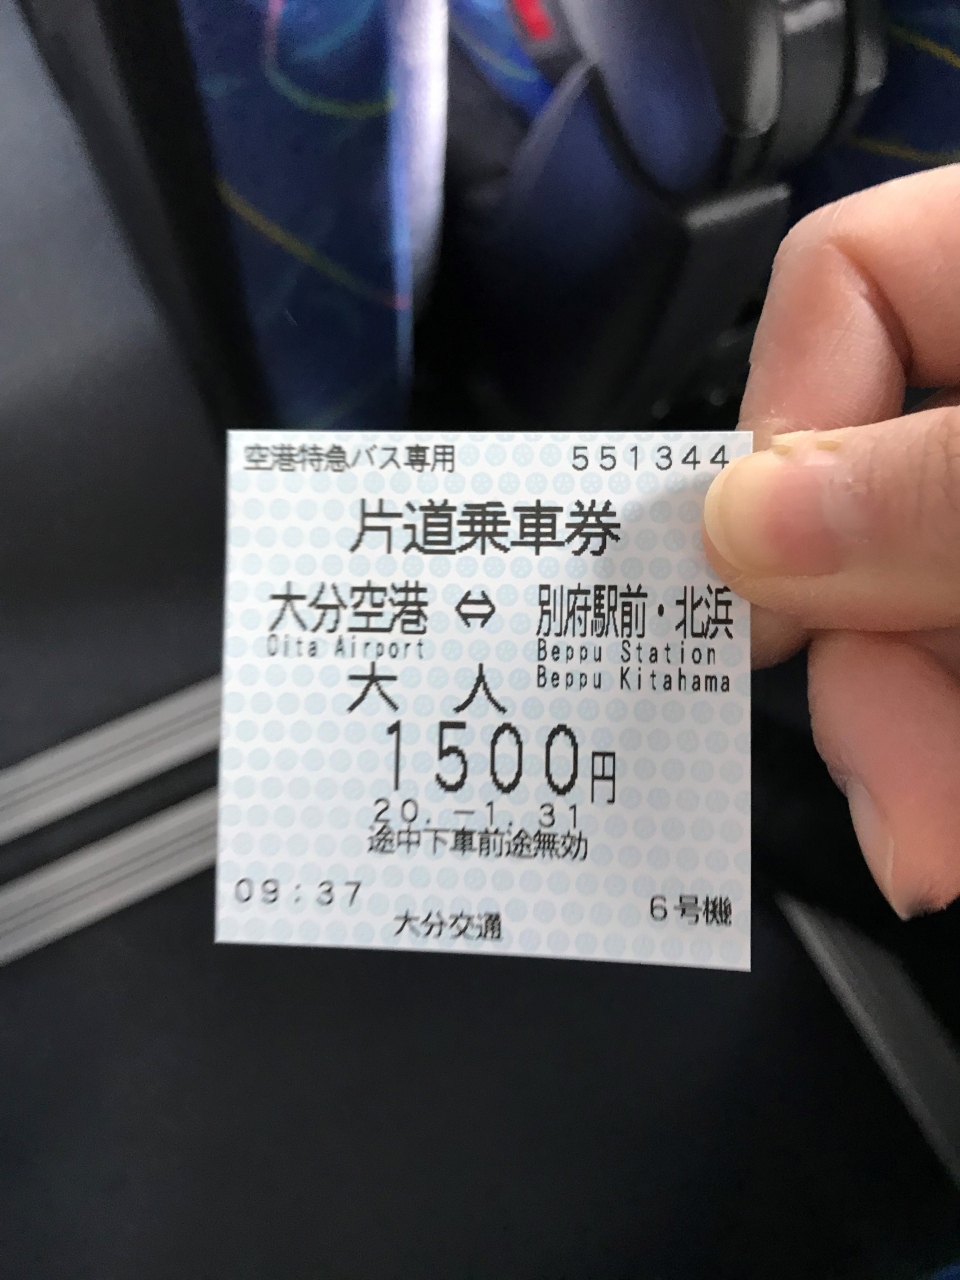 空港特急バス専用 551344
片道乗車券
大分空港 ⇔ 別府駅前・北浜
Oita Airport Beppu Station
Beppu Kitahama
大人
1500円
20.-1.31
途中下車前途無効
09:37 6号機
大分交通